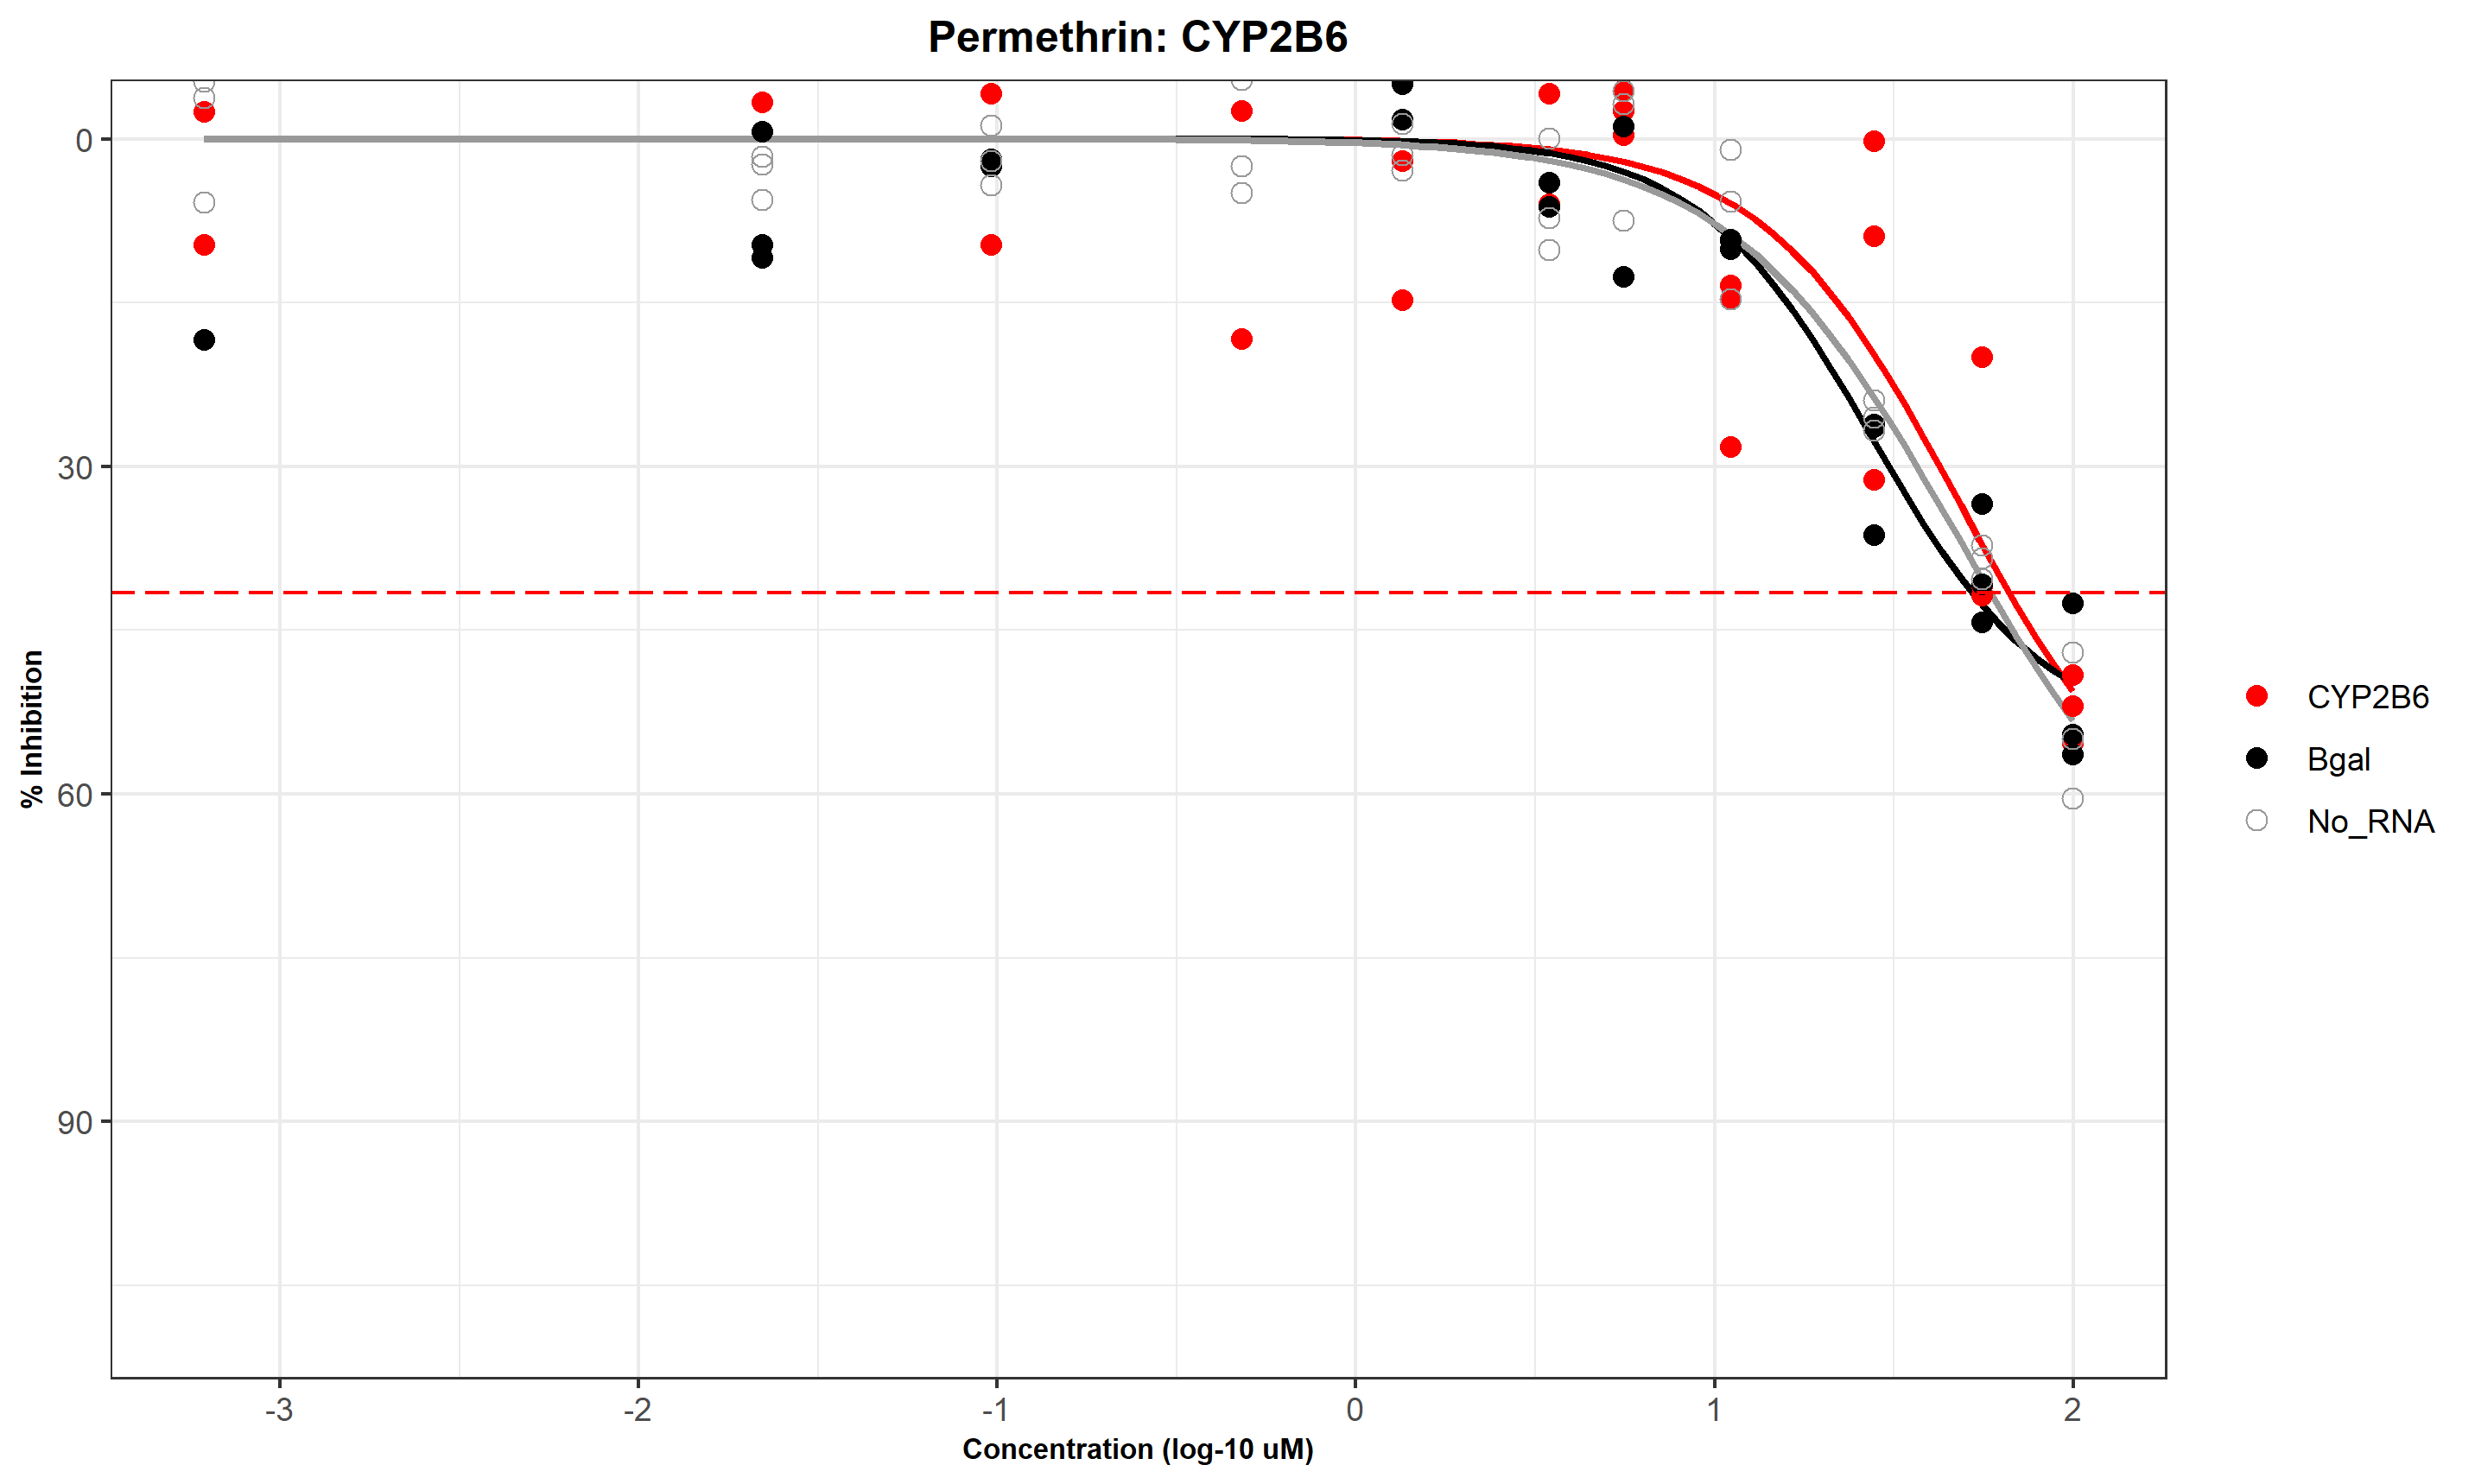 Permethrin: CYP2B6
% Inhibition
0
30
60
90
-3
-2
-1
0
1
2
Concentration (log-10 uM)
CYP2B6
Bgal
No_RNA